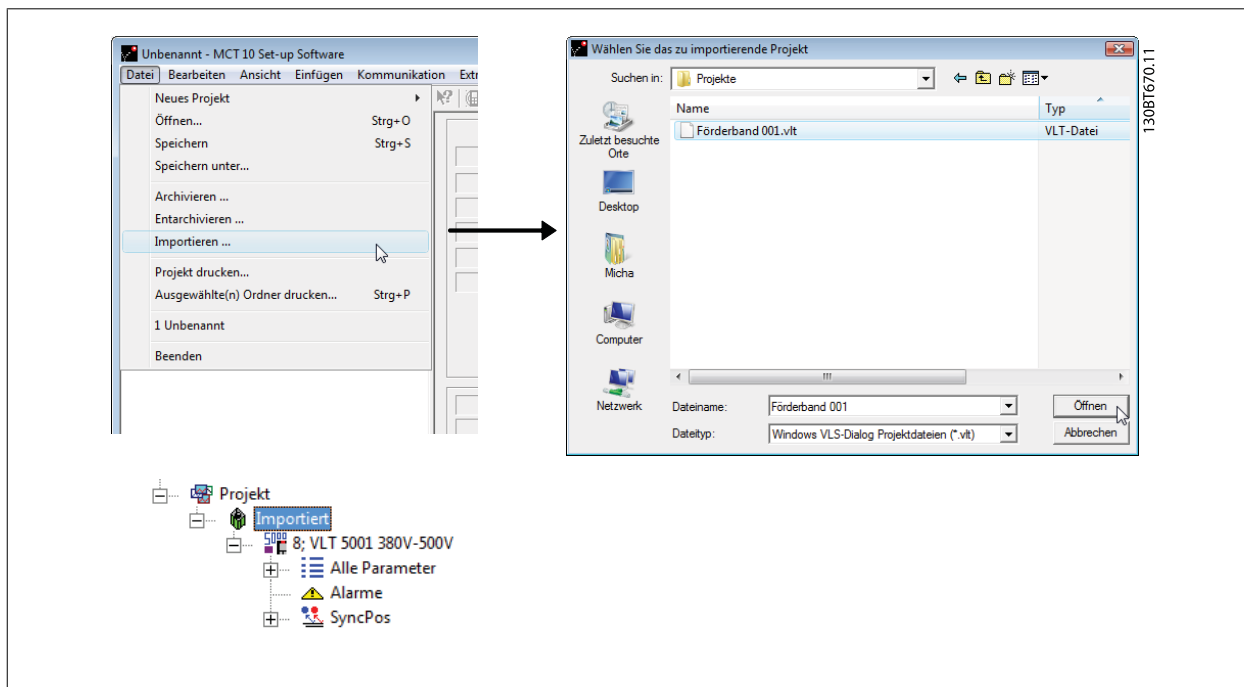 Unbenannt - MCT 10 Set-up Software
Datei Bearbeiten Ansicht Einfügen Kommunikation Extr
Neues Projekt
Öffnen... Strg+O
Speichern Strg+S
Speichern unter...
Archivieren ...
Entarchivieren ...
Importieren ...
Projekt drucken...
Ausgewählte(n) Ordner drucken... Strg+P
1 Unbenannt
Beenden
Wählen Sie das zu importierende Projekt
Suchen in: Projekte
Name Typ
Förderband 001.vlt VLT-Datei
Zuletzt besuchte
Orte
Desktop
Micha
Computer
Netzwerk
Dateiname: Förderband 001 Öffnen
Dateityp: Windows VLS-Dialog Projektdateien (*.vlt) Abbrechen
130BT670.11
Projekt
Importiert
8; VLT 5001 380V-500V
Alle Parameter
Alarme
SyncPos